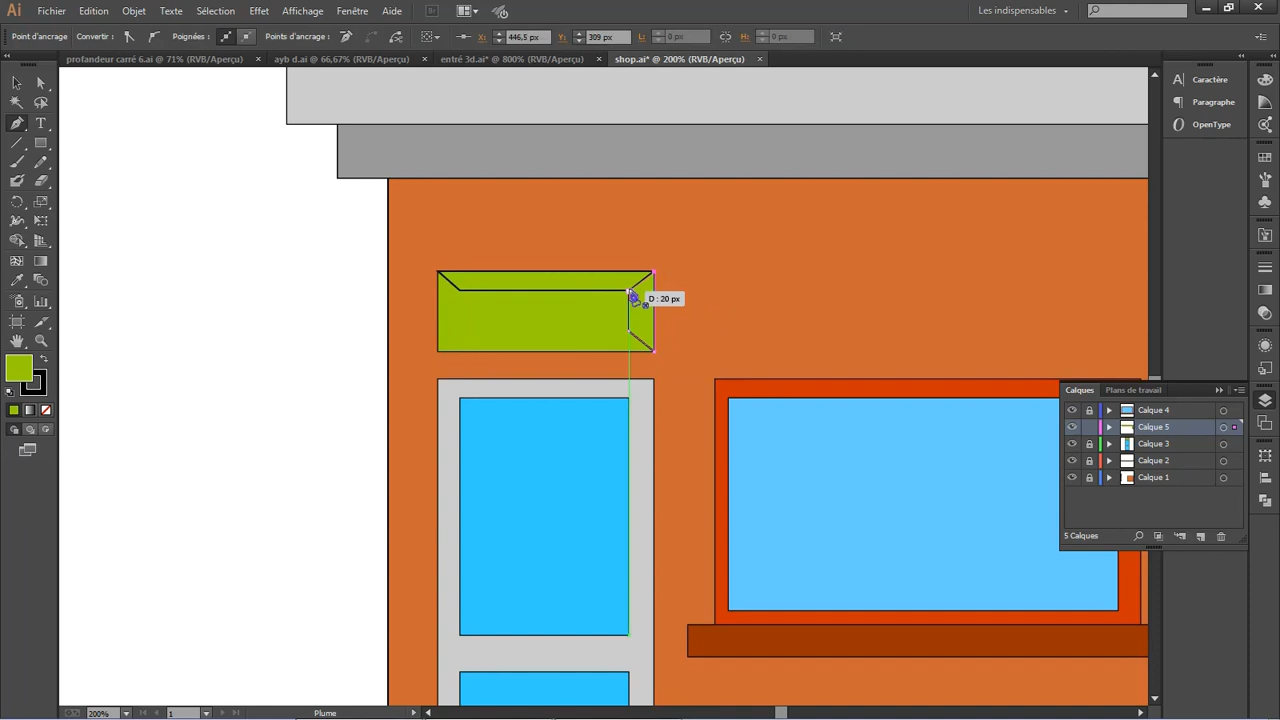 Ai Fichier Edition Objet Texte Sélection Effet Affichage Fenêtre Aide Br Les indispensables
Point d'ancrage Convertir : Poignées : Points d'ancrage : X: 446,5 px Y: 309 px L: 0 px H: 0 px
profandeur carré 6.ai @ 71% (RVB/Aperçu) ayb d.ai @ 66,67% (RVB/Aperçu) entré 3d.ai* @ 800% (RVB/Aperçu) shop.ai* @ 200% (RVB/Aperçu)
A Caractère
Paragraphe
O OpenType
T
D : 20 px
Calques Plans de travail
Calque 4
Calque 5
Calque 3
Calque 2
Calque 1
5 Calques
200% 1 Plume